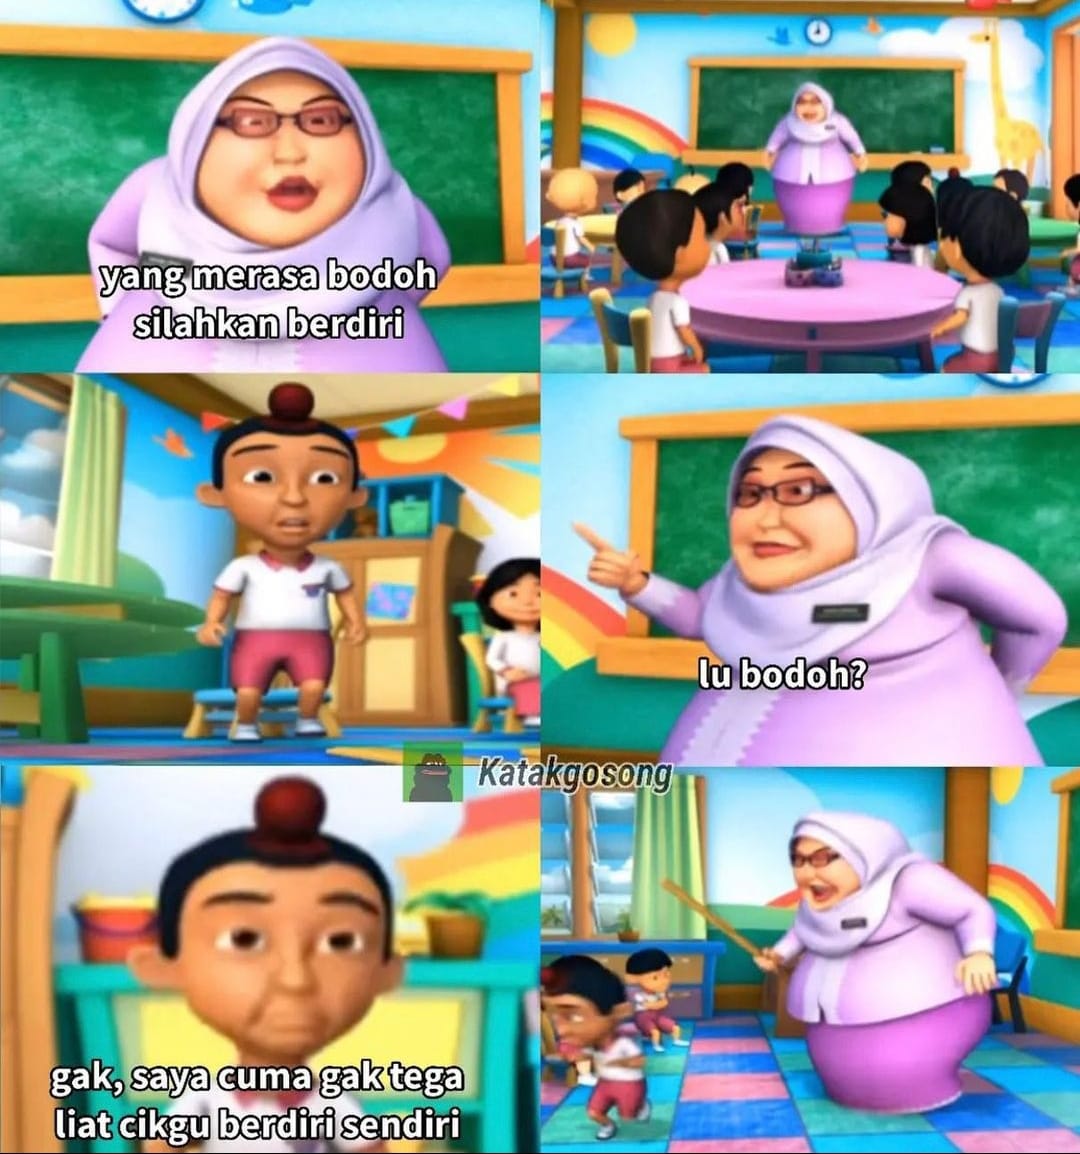 yang merasa bodoh
silahkan berdiri
lu bodoh?
Katakgosong
gak, saya cuma gak tega
liat cikgu berdiri sendiri